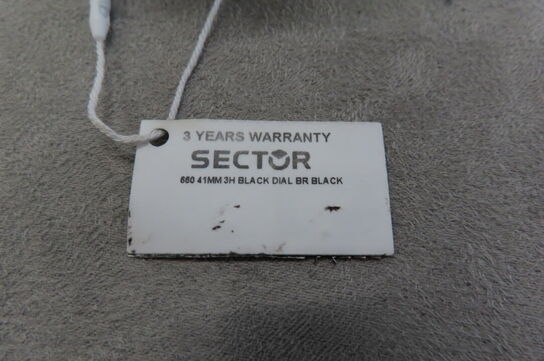 3 YEARS WARRANTY
SECTOR
660 41MM 3H BLACK DIAL BR BLACK